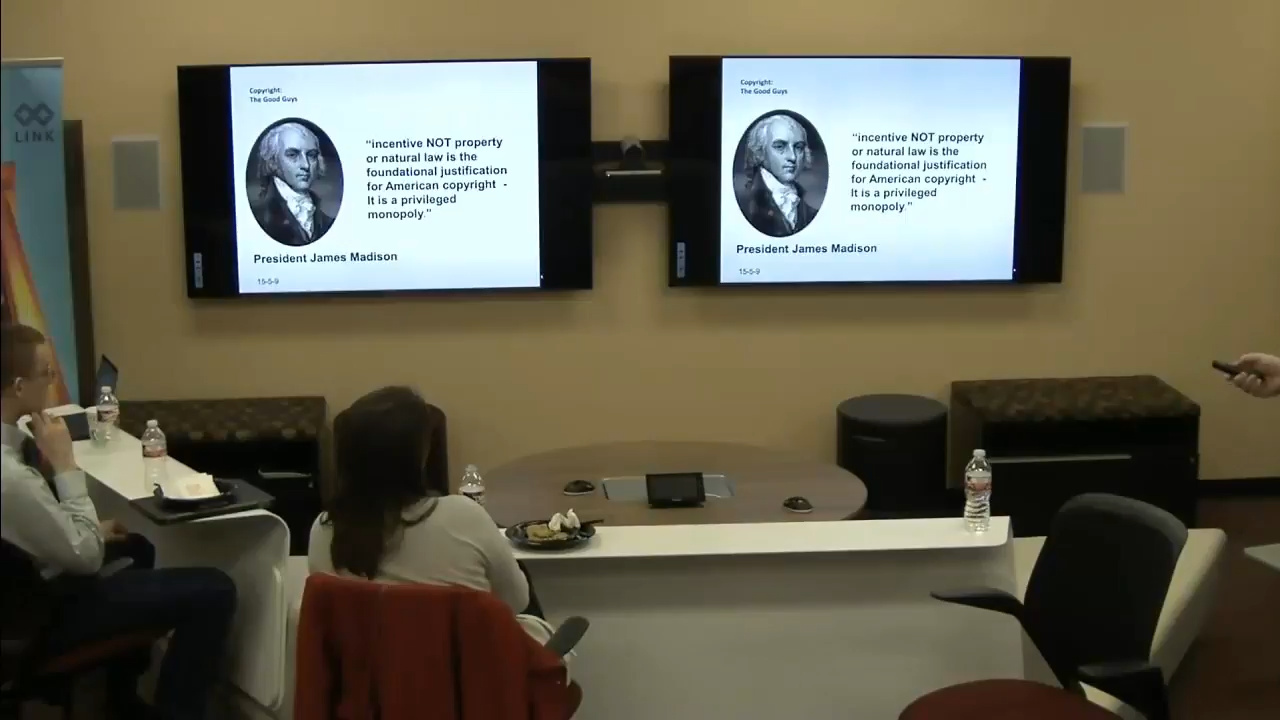 LINK
Copyright:
The Good Guys
“incentive NOT property
or natural law is the
foundational justification
for American copyright -
It is a privileged
monopoly.”
President James Madison
15-5-9
Copyright:
The Good Guys
“incentive NOT property
or natural law is the
foundational justification
for American copyright -
It is a privileged
monopoly.”
President James Madison
15-5-9